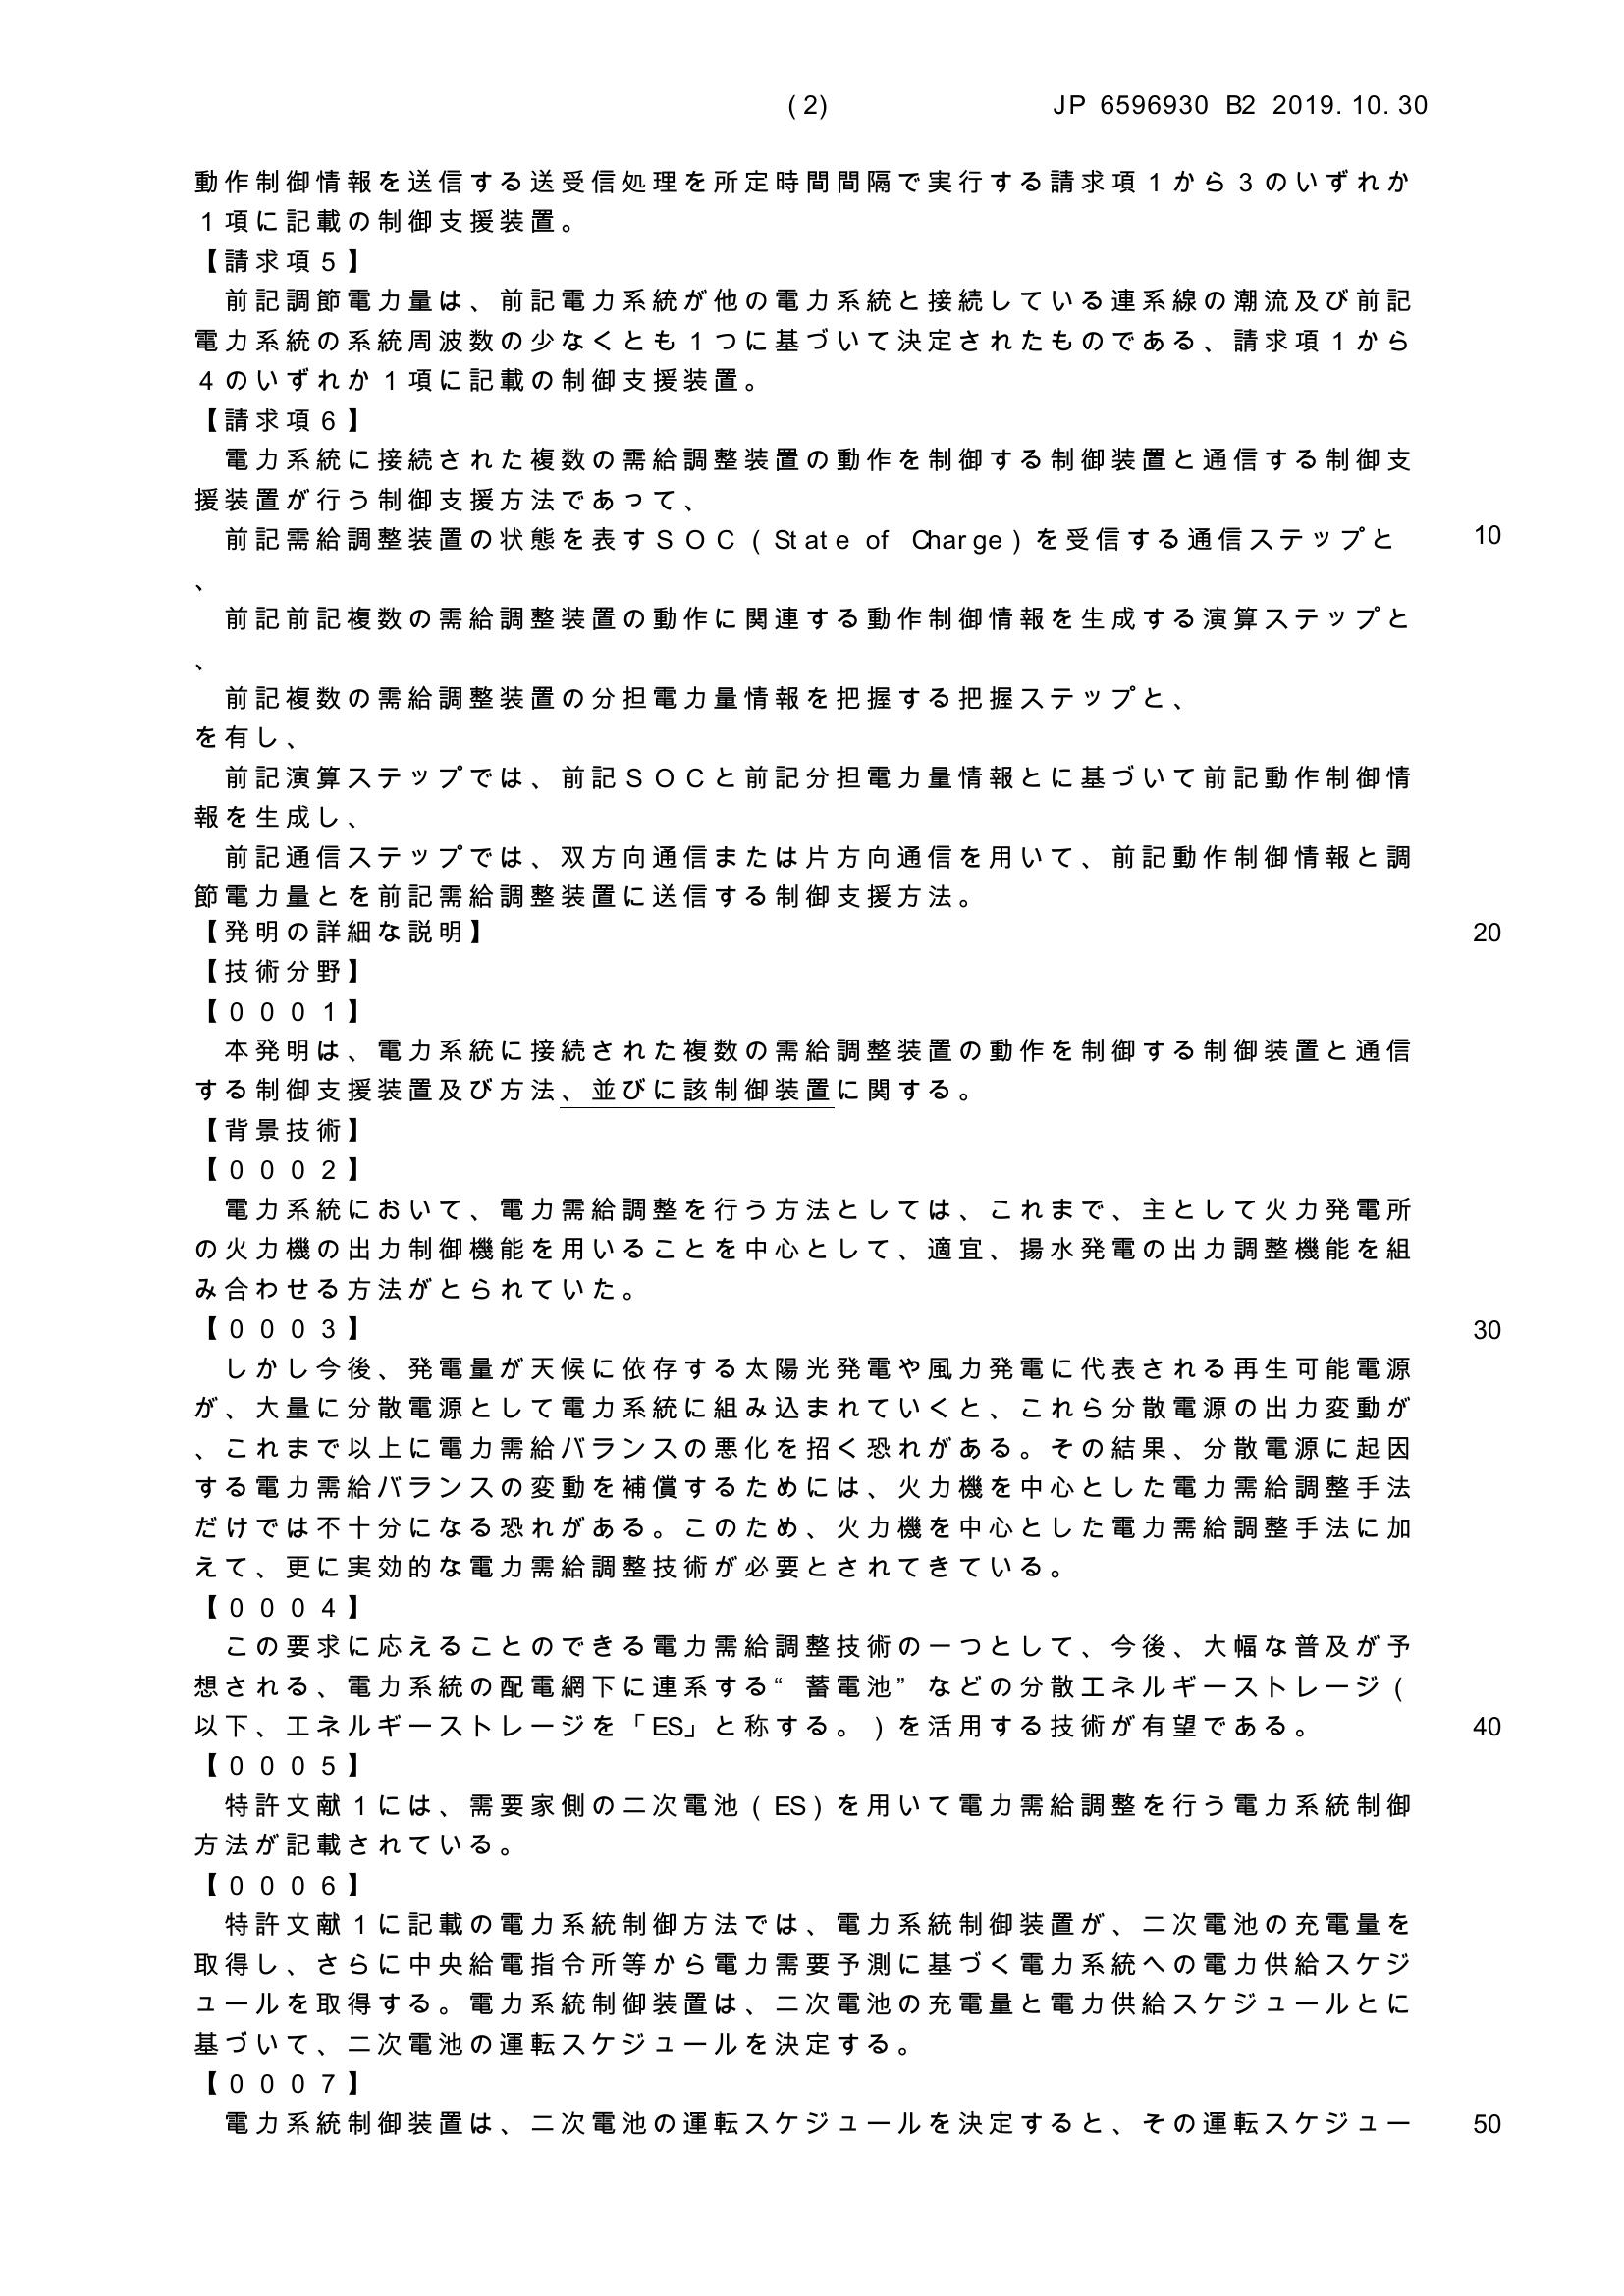 (2) JP 6596930 B2 2019.10.30
動作制御情報を送信する送受信処理を所定時間間隔で実行する請求項１から３のいずれか
１項に記載の制御支援装置。
【請求項５】
　前記調節電力量は、前記電力系統が他の電力系統と接続している連系線の潮流及び前記
電力系統の系統周波数の少なくとも１つに基づいて決定されたものである、請求項１から
４のいずれか１項に記載の制御支援装置。
【請求項６】
　電力系統に接続された複数の需給調整装置の動作を制御する制御装置と通信する制御支
援装置が行う制御支援方法であって、
　前記需給調整装置の状態を表すＳＯＣ(State of Charge)を受信する通信ステップと 10
、
　前記前記複数の需給調整装置の動作に関連する動作制御情報を生成する演算ステップと
、
　前記複数の需給調整装置の分担電力量情報を把握する把握ステップと、
を有し、
　前記演算ステップでは、前記ＳＯＣと前記分担電力量情報とに基づいて前記動作制御情
報を生成し、
　前記通信ステップでは、双方向通信または片方向通信を用いて、前記動作制御情報と調
節電力量とを前記需給調整装置に送信する制御支援方法。
【発明の詳細な説明】 20
【技術分野】
【０００１】
　本発明は、電力系統に接続された複数の需給調整装置の動作を制御する制御装置と通信
する制御支援装置及び方法、並びに該制御装置に関する。
【背景技術】
【０００２】
　電力系統において、電力需給調整を行う方法としては、これまで、主として火力発電所
の火力機の出力制御機能を用いることを中心として、適宜、揚水発電の出力調整機能を組
み合わせる方法がとられていた。
【０００３】 30
　しかし今後、発電量が天候に依存する太陽光発電や風力発電に代表される再生可能電源
が、大量に分散電源として電力系統に組み込まれていくと、これら分散電源の出力変動が
、これまで以上に電力需給バランスの悪化を招く恐れがある。その結果、分散電源に起因
する電力需給バランスの変動を補償するためには、火力機を中心とした電力需給調整手法
だけでは不十分になる恐れがある。このため、火力機を中心とした電力需給調整手法に加
えて、更に実効的な電力需給調整技術が必要とされてきている。
【０００４】
　この要求に応えることのできる電力需給調整技術の一つとして、今後、大幅な普及が予
想される、電力系統の配電網下に連系する“蓄電池”などの分散エネルギーストレージ(
以下、エネルギーストレージを「ES」と称する。)を活用する技術が有望である。 40
【０００５】
　特許文献１には、需要家側の二次電池(ES)を用いて電力需給調整を行う電力系統制御
方法が記載されている。
【０００６】
　特許文献１に記載の電力系統制御方法では、電力系統制御装置が、二次電池の充電量を
取得し、さらに中央給電指令所等から電力需要予測に基づく電力系統への電力供給スケジ
ュールを取得する。電力系統制御装置は、二次電池の充電量と電力供給スケジュールとに
基づいて、二次電池の運転スケジュールを決定する。
【０００７】
　電力系統制御装置は、二次電池の運転スケジュールを決定すると、その運転スケジュー 50